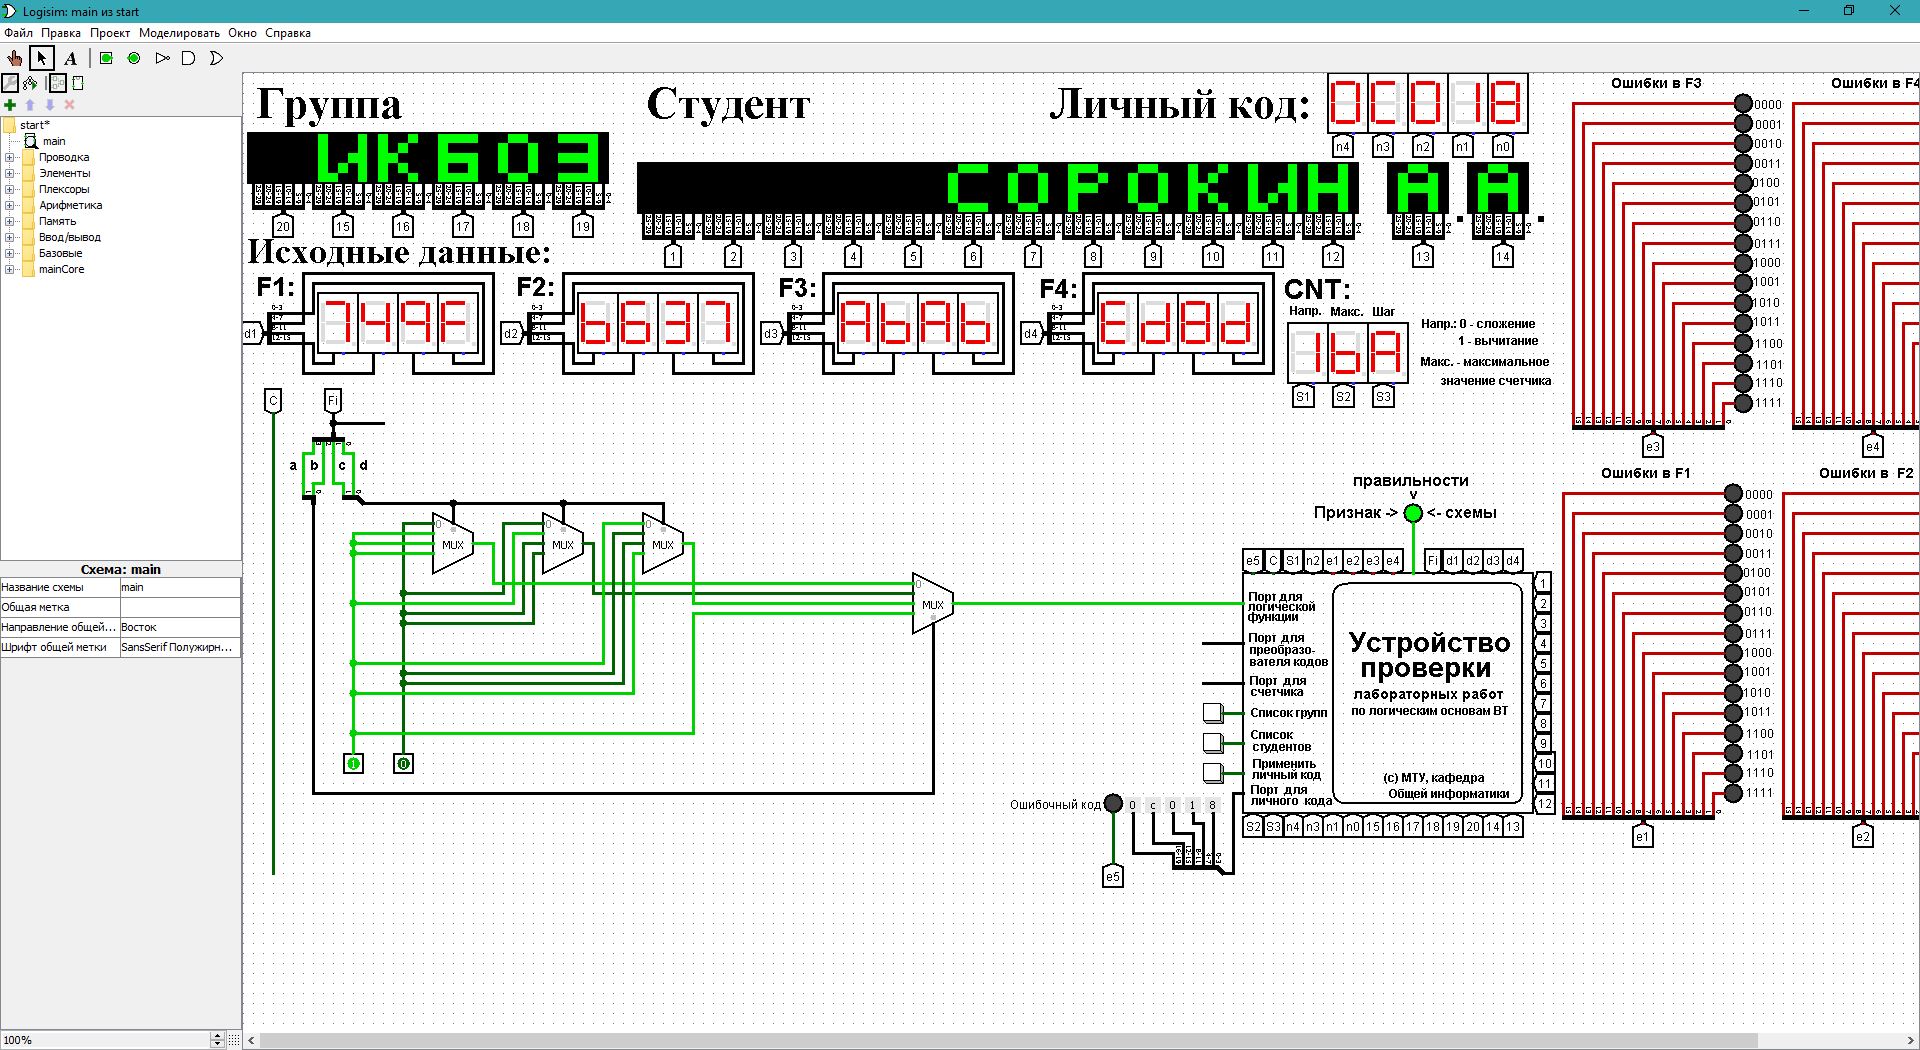 Logisim: main из start
Файл Правка Проект Моделировать Окно Справка
A
start*
main
Проводка
Элементы
Плексоры
Арифметика
Память
Ввод/вывод
Базовые
mainCore
Схема: main
Название схемы main
Общая метка
Направление общей... Восток
Шрифт общей метки SansSerif Полужирн...
100%
Группа Студент Личный код:
0C018
n4 n3 n2 n1 n0
ИКБОЗ
СОРОКИН А. А.
20 15 16 17 18 19
1 2 3 4 5 6 7 8 9 10 11 12 13 14
Исходные данные:
F1: F2: F3: F4: CNT:
Напр. Макс. Шаг
d1 749F d2 6637 d3 AbAb d4 Ed8d 1bA
Напр.: 0 - сложение
1 - вычитание
Макс. - максимальное
значение счетчика
S1 S2 S3
C Fi
a b c d
MUX MUX MUX
MUX
1 0
правильности
v
Признак -> <- схемы
e5 C S1 n2 e1 e2 e3 e4 Fi d1 d2 d3 d4
Порт для
логической
функции
Порт для
преобразо-
вателя кодов
Порт для
счетчика
Список групп
Список
студентов
Применить
личный код
Порт для
личного кода
Устройство
проверки
лабораторных работ
по логическим основам ВТ
(c) МТУ, кафедра
Общей информатики
1
2
3
4
5
6
7
8
9
10
11
12
S2 S3 n4 n3 n1 n0 15 16 17 18 19 20 14 13
Ошибочный код 0 c 0 1 8
e5
Ошибки в F3
0000
0001
0010
0011
0100
0101
0110
0111
1000
1001
1010
1011
1100
1101
1110
1111
e3
Ошибки в F4
e4
Ошибки в F1
0000
0001
0010
0011
0100
0101
0110
0111
1000
1001
1010
1011
1100
1101
1110
1111
e1
Ошибки в F2
e2